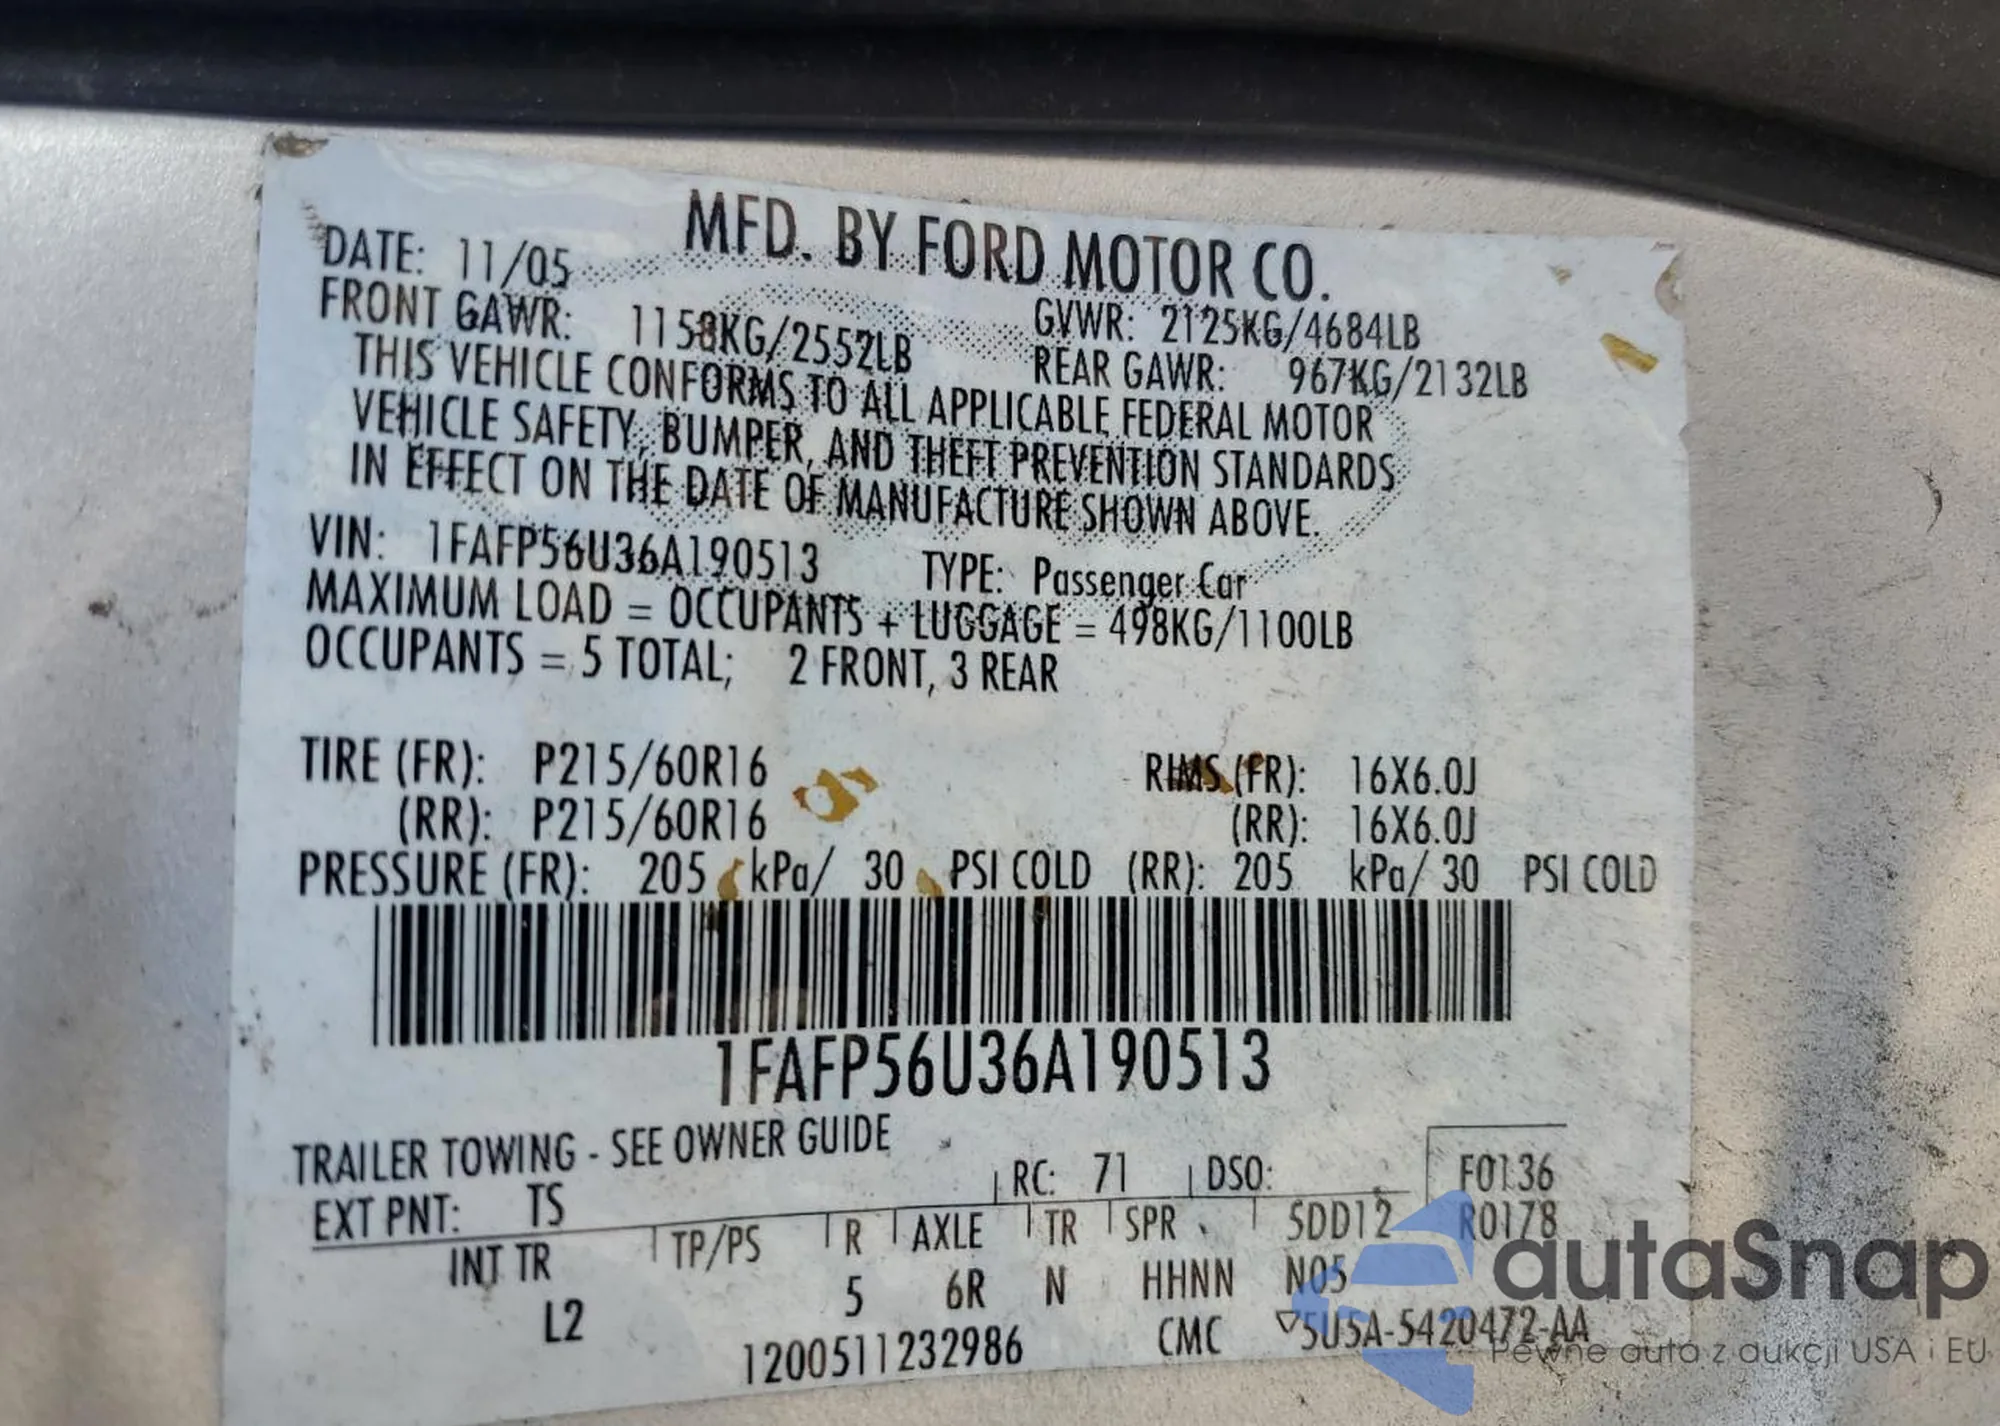 MFD. BY FORD MOTOR CO.
DATE: 11/05
GVWR: 2125KG/4684LB
FRONT GAWR: 1158KG/2552LB
REAR GAWR: 967KG/2132LB
THIS VEHICLE CONFORMS TO ALL APPLICABLE FEDERAL MOTOR
VEHICLE SAFETY, BUMPER, AND THEFT PREVENTION STANDARDS
IN EFFECT ON THE DATE OF MANUFACTURE SHOWN ABOVE.
VIN: 1FAFP56U36A190513 TYPE: Passenger Car
MAXIMUM LOAD = OCCUPANTS + LUGGAGE = 498KG/1100LB
OCCUPANTS = 5 TOTAL; 2 FRONT, 3 REAR
TIRE (FR): P215/60R16 RIMS (FR): 16X6.0J
(RR): P215/60R16 (RR): 16X6.0J
PRESSURE (FR): 205 kPa/ 30 PSI COLD (RR): 205 kPa/ 30 PSI COLD
1FAFP56U36A190513
TRAILER TOWING - SEE OWNER GUIDE
EXT PNT: TS RC: 71 DSO: F0136
INT TR TP/PS R AXLE TR SPR 5DD12 R0178
L2 5 6R N HHNN N05
1200511232986 CMC ▽5U5A-5420472-AA
autaSnap
Pewne auta z aukcji USA i EU